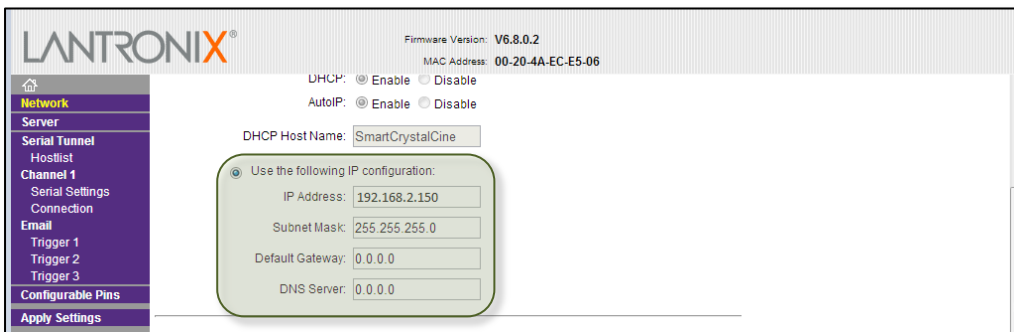 LANTRONIX®
Firmware Version: V6.8.0.2
MAC Address: 00-20-4A-EC-E5-06
Network
Server
Serial Tunnel
Hostlist
Channel 1
Serial Settings
Connection
Email
Trigger 1
Trigger 2
Trigger 3
Configurable Pins
Apply Settings
DHCP: Enable Disable
AutoIP: Enable Disable
DHCP Host Name: SmartCrystalCine
Use the following IP configuration:
IP Address: 192.168.2.150
Subnet Mask: 255.255.255.0
Default Gateway: 0.0.0.0
DNS Server: 0.0.0.0